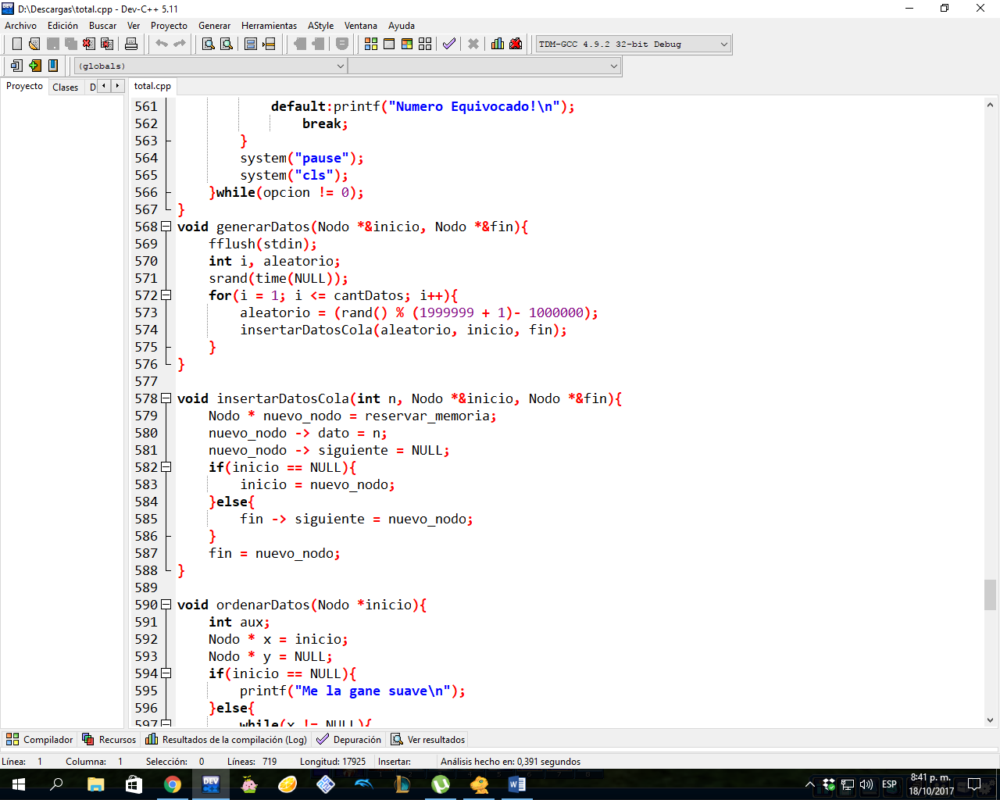 D:\Descargas\total.cpp - Dev-C++ 5.11
Archivo Edición Buscar Ver Proyecto Generar Herramientas AStyle Ventana Ayuda
TDM-GCC 4.9.2 32-bit Debug
(globals)
Proyecto Clases D total.cpp
561 default:printf("Numero Equivocado!\n");
562 break;
563 }
564 system("pause");
565 system("cls");
566 }while(opcion != 0);
567 }
568 void generarDatos(Nodo *&inicio, Nodo *&fin){
569 fflush(stdin);
570 int i, aleatorio;
571 srand(time(NULL));
572 for(i = 1; i <= cantDatos; i++){
573 aleatorio = (rand() % (1999999 + 1)- 1000000);
574 insertarDatosCola(aleatorio, inicio, fin);
575 }
576 }
577
578 void insertarDatosCola(int n, Nodo *&inicio, Nodo *&fin){
579 Nodo * nuevo_nodo = reservar_memoria;
580 nuevo_nodo -> dato = n;
581 nuevo_nodo -> siguiente = NULL;
582 if(inicio == NULL){
583 inicio = nuevo_nodo;
584 }else{
585 fin -> siguiente = nuevo_nodo;
586 }
587 fin = nuevo_nodo;
588 }
589
590 void ordenarDatos(Nodo *inicio){
591 int aux;
592 Nodo * x = inicio;
593 Nodo * y = NULL;
594 if(inicio == NULL){
595 printf("Me la gane suave\n");
596 }else{
597 while(x != NULL){
Compilador Recursos Resultados de la compilación (Log) Depuración Ver resultados
Línea: 1 Columna: 1 Selección: 0 Líneas: 719 Longitud: 17925 Insertar: Análisis hecho en: 0,391 segundos
DEV ESP 8:41 p. m.
18/10/2017